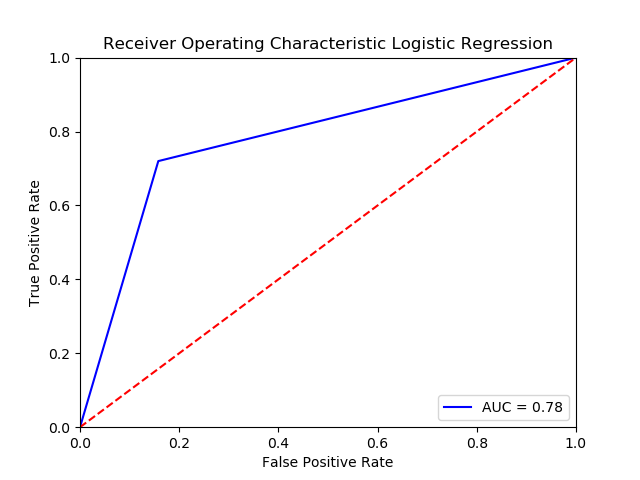 Receiver Operating Characteristic Logistic Regression
1.0
0.8
0.6
0.4
0.2
0.0
True Positive Rate
AUC = 0.78
0.0 0.2 0.4 0.6 0.8 1.0
False Positive Rate